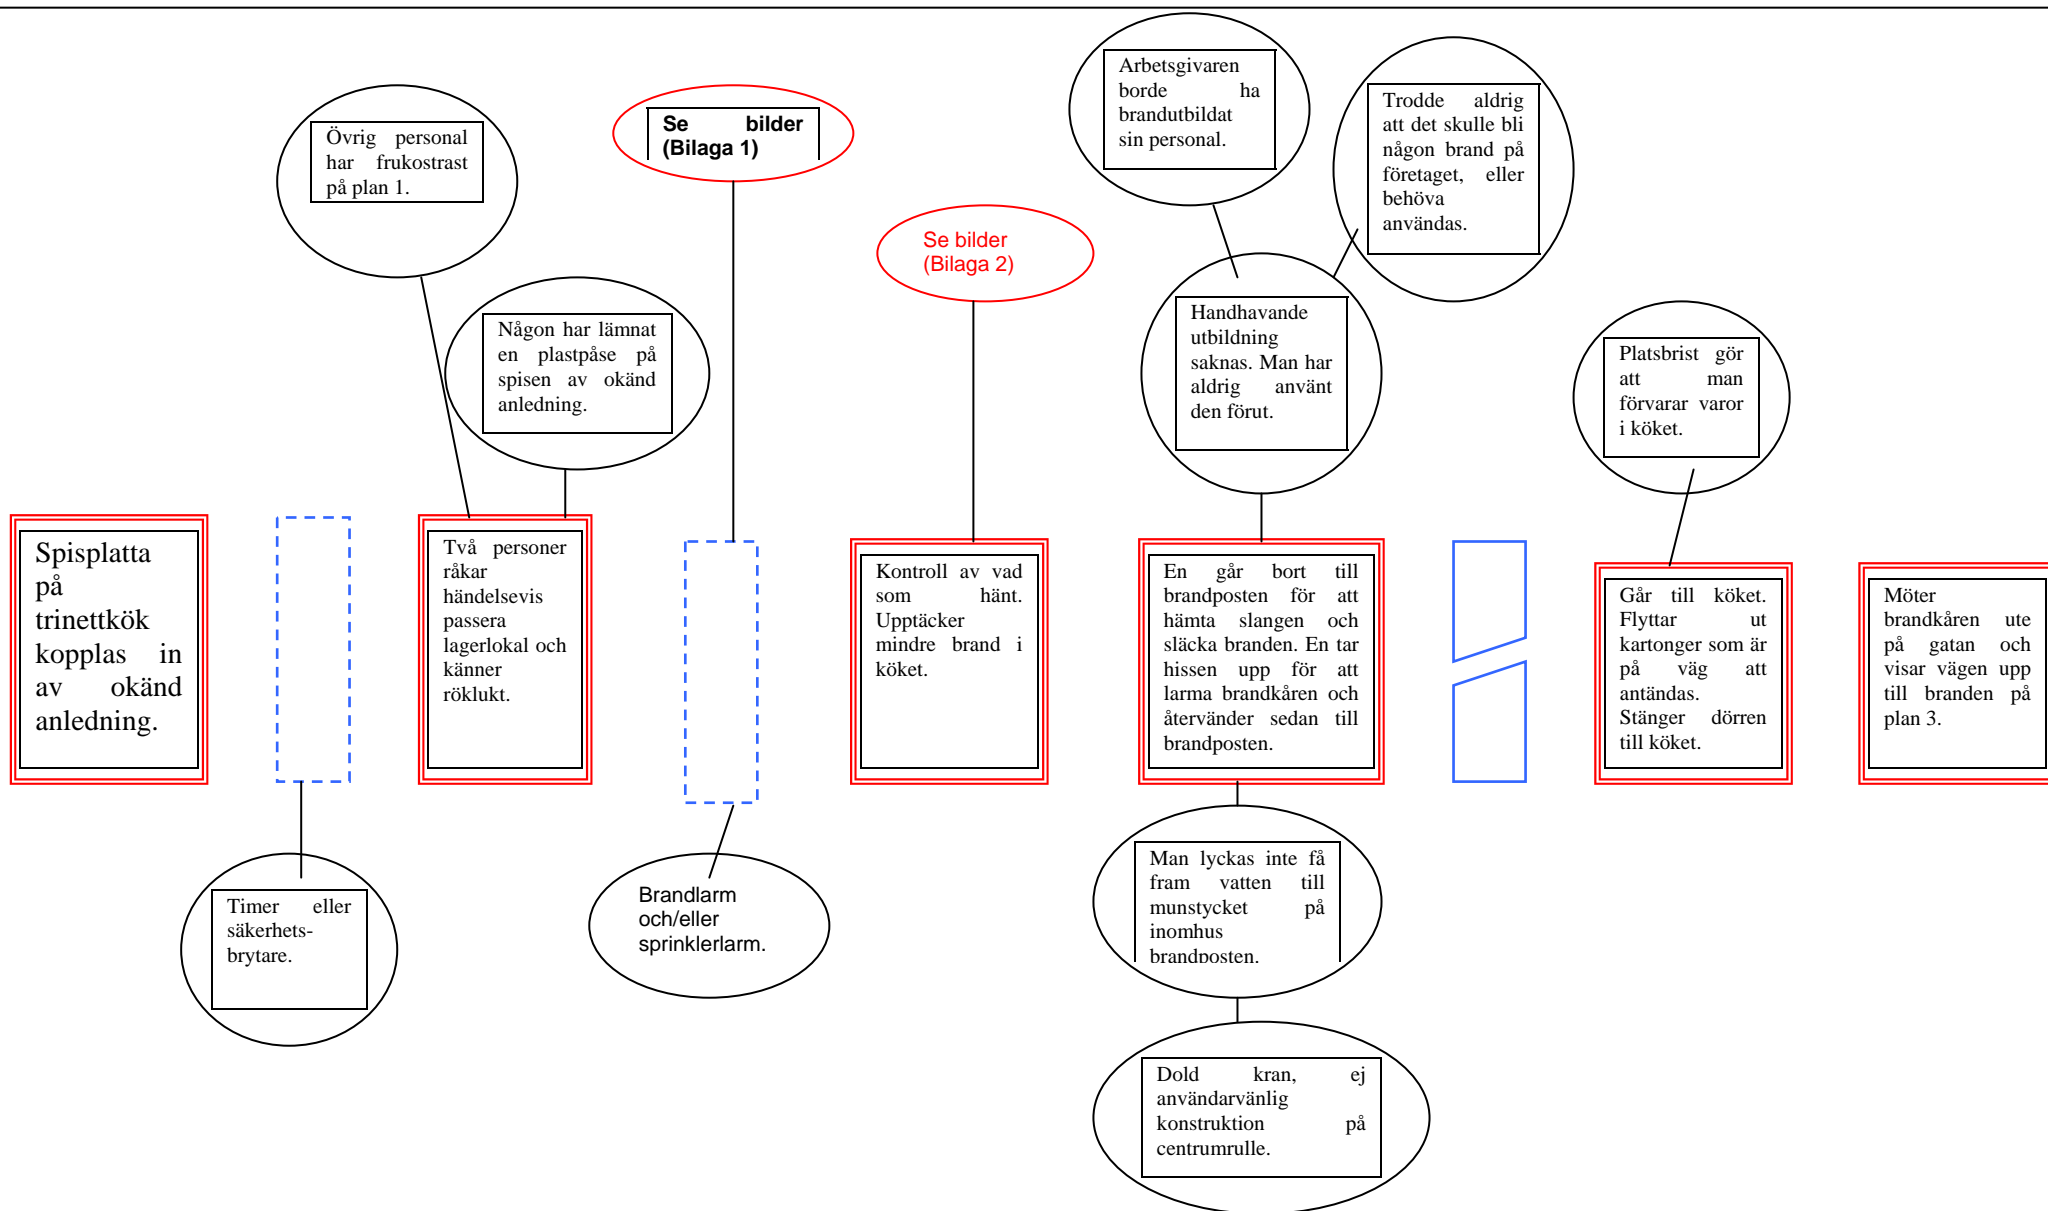 Arbetsgivaren
borde ha
brandutbildat
sin personal.
Trodde aldrig
att det skulle bli
någon brand på
företaget, eller
behöva
användas.
Övrig personal
har frukostrast
på plan 1.
Se bilder
(Bilaga 1)
Se bilder
(Bilaga 2)
Någon har lämnat
en plastpåse på
spisen av okänd
anledning.
Handhavande
utbildning
saknas. Man har
aldrig använt
den förut.
Platsbrist gör
att man
förvarar varor
i köket.
Spisplatta
på
trinettkök
kopplas in
av okänd
anledning.
Två personer
råkar
händelsevis
passera
lagerlokal och
känner
röklukt.
Kontroll av vad
som hänt.
Upptäcker
mindre brand i
köket.
En går bort till
brandposten för att
hämta slangen och
släcka branden. En tar
hissen upp för att
larma brandkåren och
återvänder sedan till
brandposten.
Går till köket.
Flyttar ut
kartonger som är
på väg att
antändas.
Stänger dörren
till köket.
Möter
brandkåren ute
på gatan och
visar vägen upp
till branden på
plan 3.
Timer eller
säkerhets-
brytare.
Brandlarm
och/eller
sprinklerlarm.
Man lyckas inte få
fram vatten till
munstycket på
inomhus
brandposten.
Dold kran, ej
användarvänlig
konstruktion på
centrumrulle.